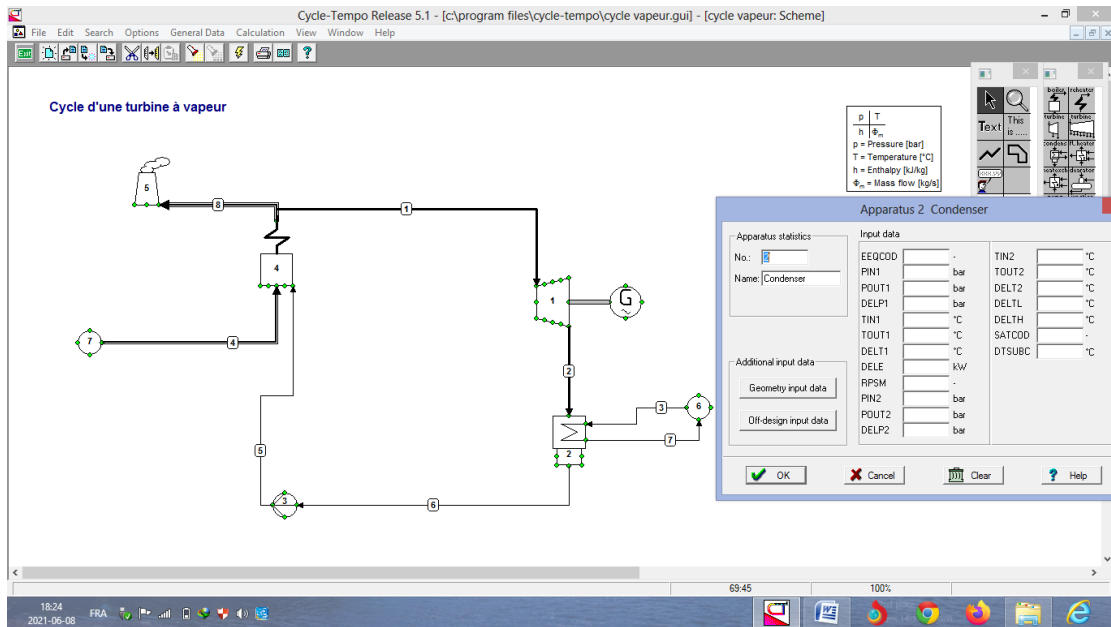 Cycle-Tempo Release 5.1 - [c:\program files\cycle-tempo\cycle vapeur.gui] - [cycle vapeur: Scheme]
File Edit Search Options General Data Calculation View Window Help
Exit
Cycle d'une turbine à vapeur
p T
h Φm
p = Pressure [bar]
T = Temperature [°C]
h = Enthalpy [kJ/kg]
Φm = Mass flow [kg/s]
Text This is .....
boiler reheater
turbine turbine
5
8
1
4
1
G
7
4
2
3
6
7
2
5
3
6
Apparatus 2 Condenser
Apparatus statistics
No.: 2
Name: Condenser
Additional input data
Geometry input data
Off-design input data
Input data
EEQCOD -
PIN1 bar
POUT1 bar
DELP1 bar
TIN1 °C
TOUT1 °C
DELT1 °C
DELE kW
RPSM -
PIN2 bar
POUT2 bar
DELP2 bar
TIN2 °C
TOUT2 °C
DELT2 °C
DELTL °C
DELTH °C
SATCOD -
DTSUBC °C
OK Cancel Clear Help
69:45 100%
18:24
2021-06-08
FRA